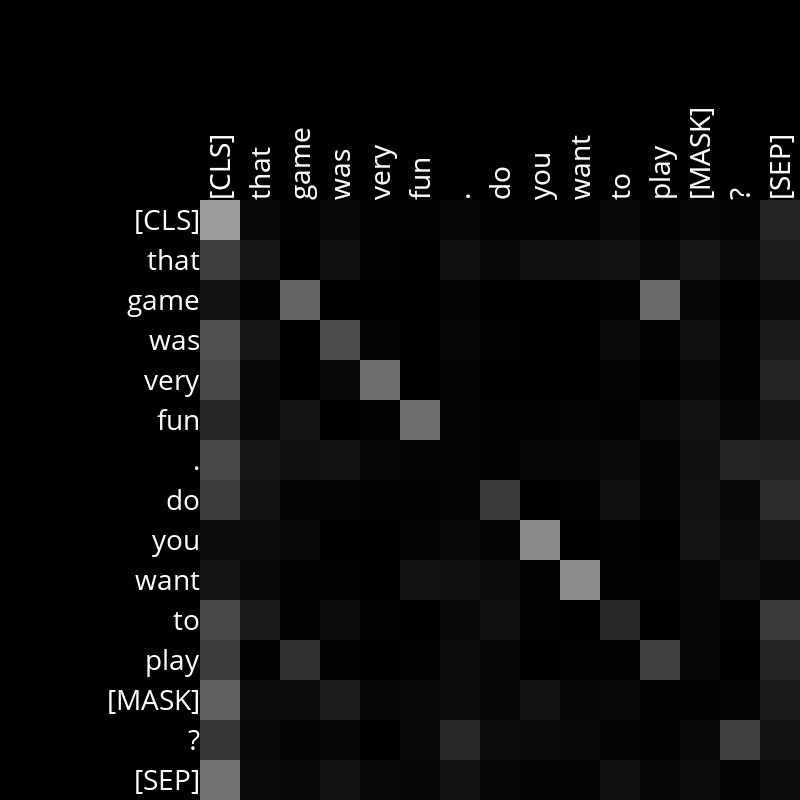 [CLS] that game was very fun . do you want to play [MASK] ? [SEP]
[CLS]
that
game
was
very
fun
.
do
you
want
to
play
[MASK]
?
[SEP]